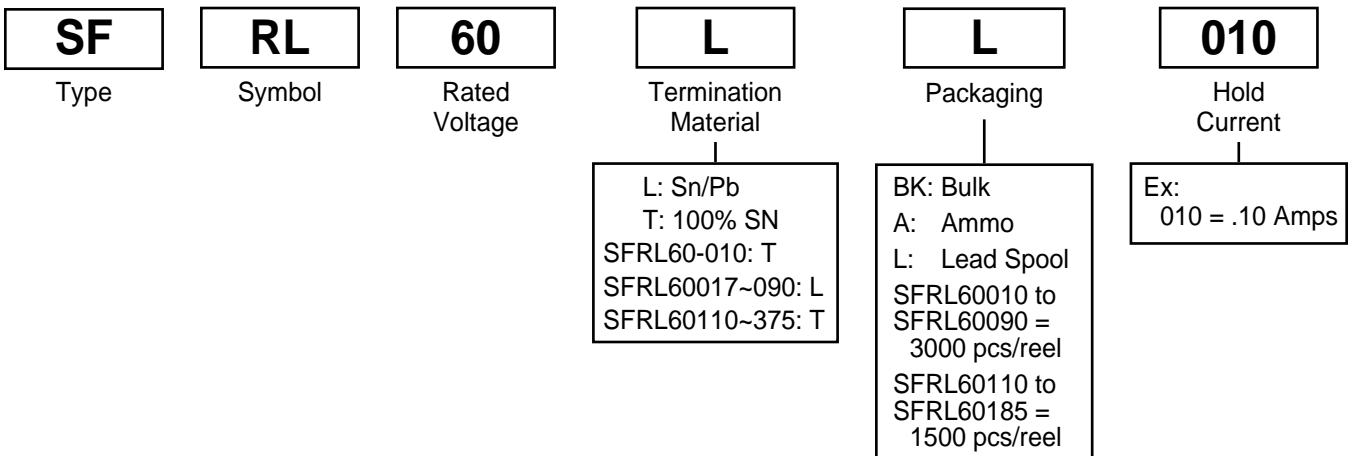 SF RL 60 L L 010
Type Symbol Rated Termination Packaging Hold
Voltage Material Current
L: Sn/Pb
T: 100% SN
SFRL60-010: T
SFRL60017~090: L
SFRL60110~375: T
BK: Bulk
A: Ammo
L: Lead Spool
SFRL60010 to
SFRL60090 =
3000 pcs/reel
SFRL60110 to
SFRL60185 =
1500 pcs/reel
Ex:
010 = .10 Amps